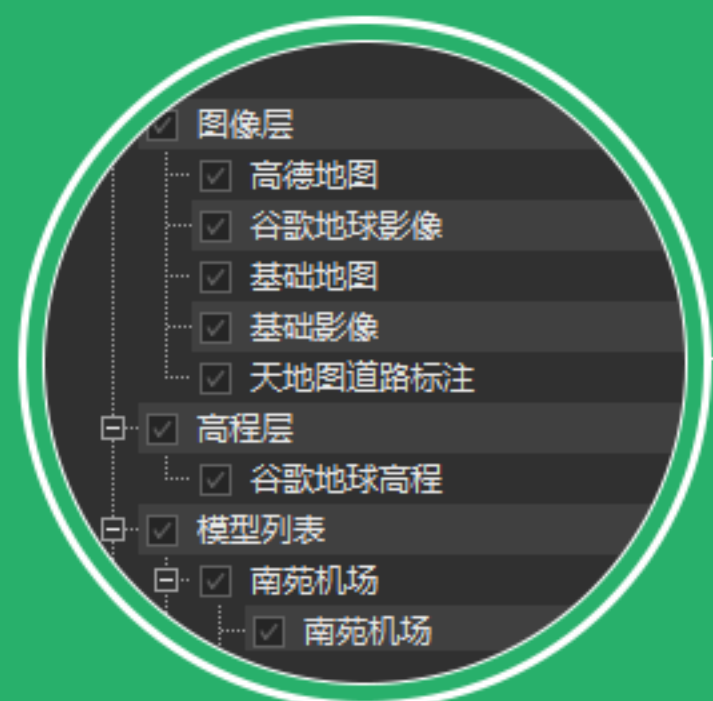 图像层
高德地图
谷歌地球影像
基础地图
基础影像
天地图道路标注
高程层
谷歌地球高程
模型列表
南苑机场
南苑机场